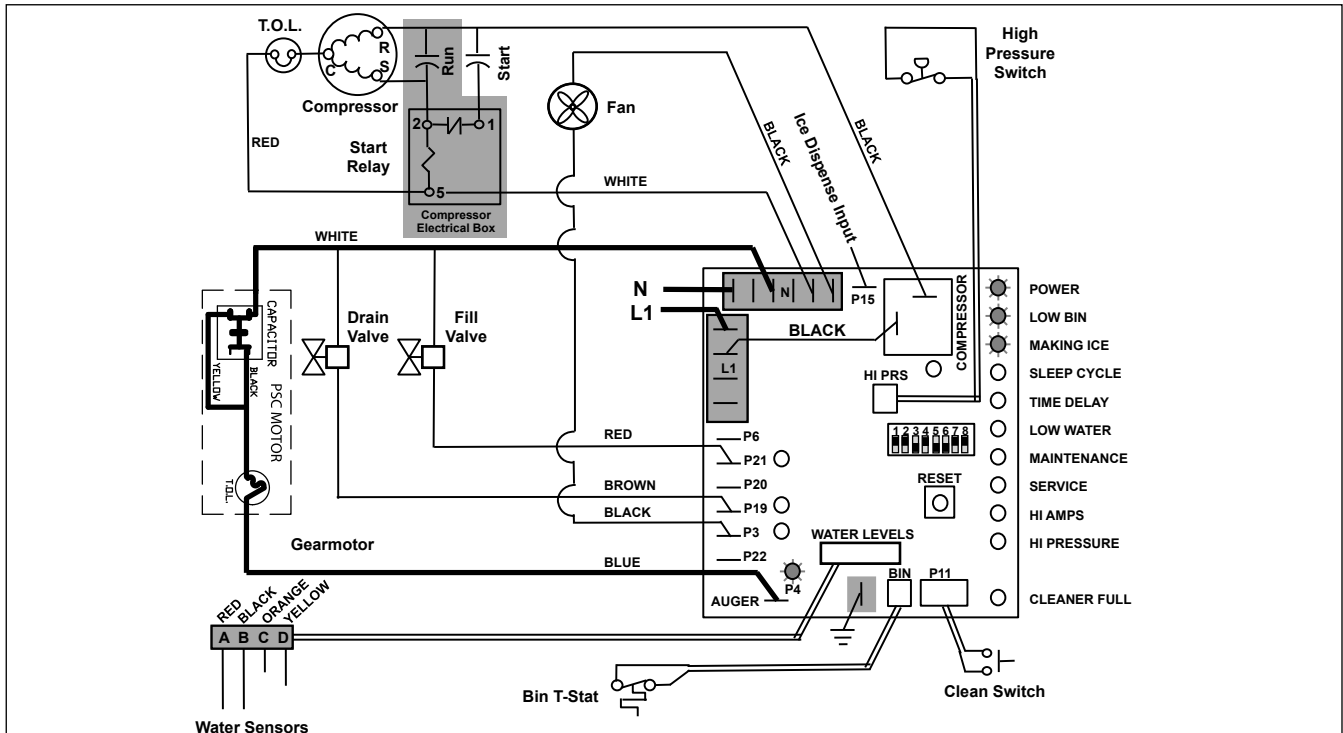 T.O.L.
R
C
S
Compressor
Run
Start
High
Pressure
Switch
Fan
RED
2
1
Start
Relay
5
Compressor
Electrical Box
WHITE
BLACK
Ice Dispense Input
BLACK
WHITE
N
L1
N
P15
COMPRESSOR
BLACK
L1
HI PRS
CAPACITOR
YELLOW
BLACK
PSC MOTOR
T.O.L.
Drain
Valve
Fill
Valve
POWER
LOW BIN
MAKING ICE
SLEEP CYCLE
TIME DELAY
LOW WATER
MAINTENANCE
SERVICE
HI AMPS
HI PRESSURE
CLEANER FULL
1 2 3 4 5 6 7 8
RESET
RED
P6
P21
P20
BROWN
P19
BLACK
P3
P22
BLUE
P4
AUGER
WATER LEVELS
BIN
P11
Gearmotor
RED
BLACK
ORANGE
YELLOW
A B C D
Water Sensors
Bin T-Stat
Clean Switch